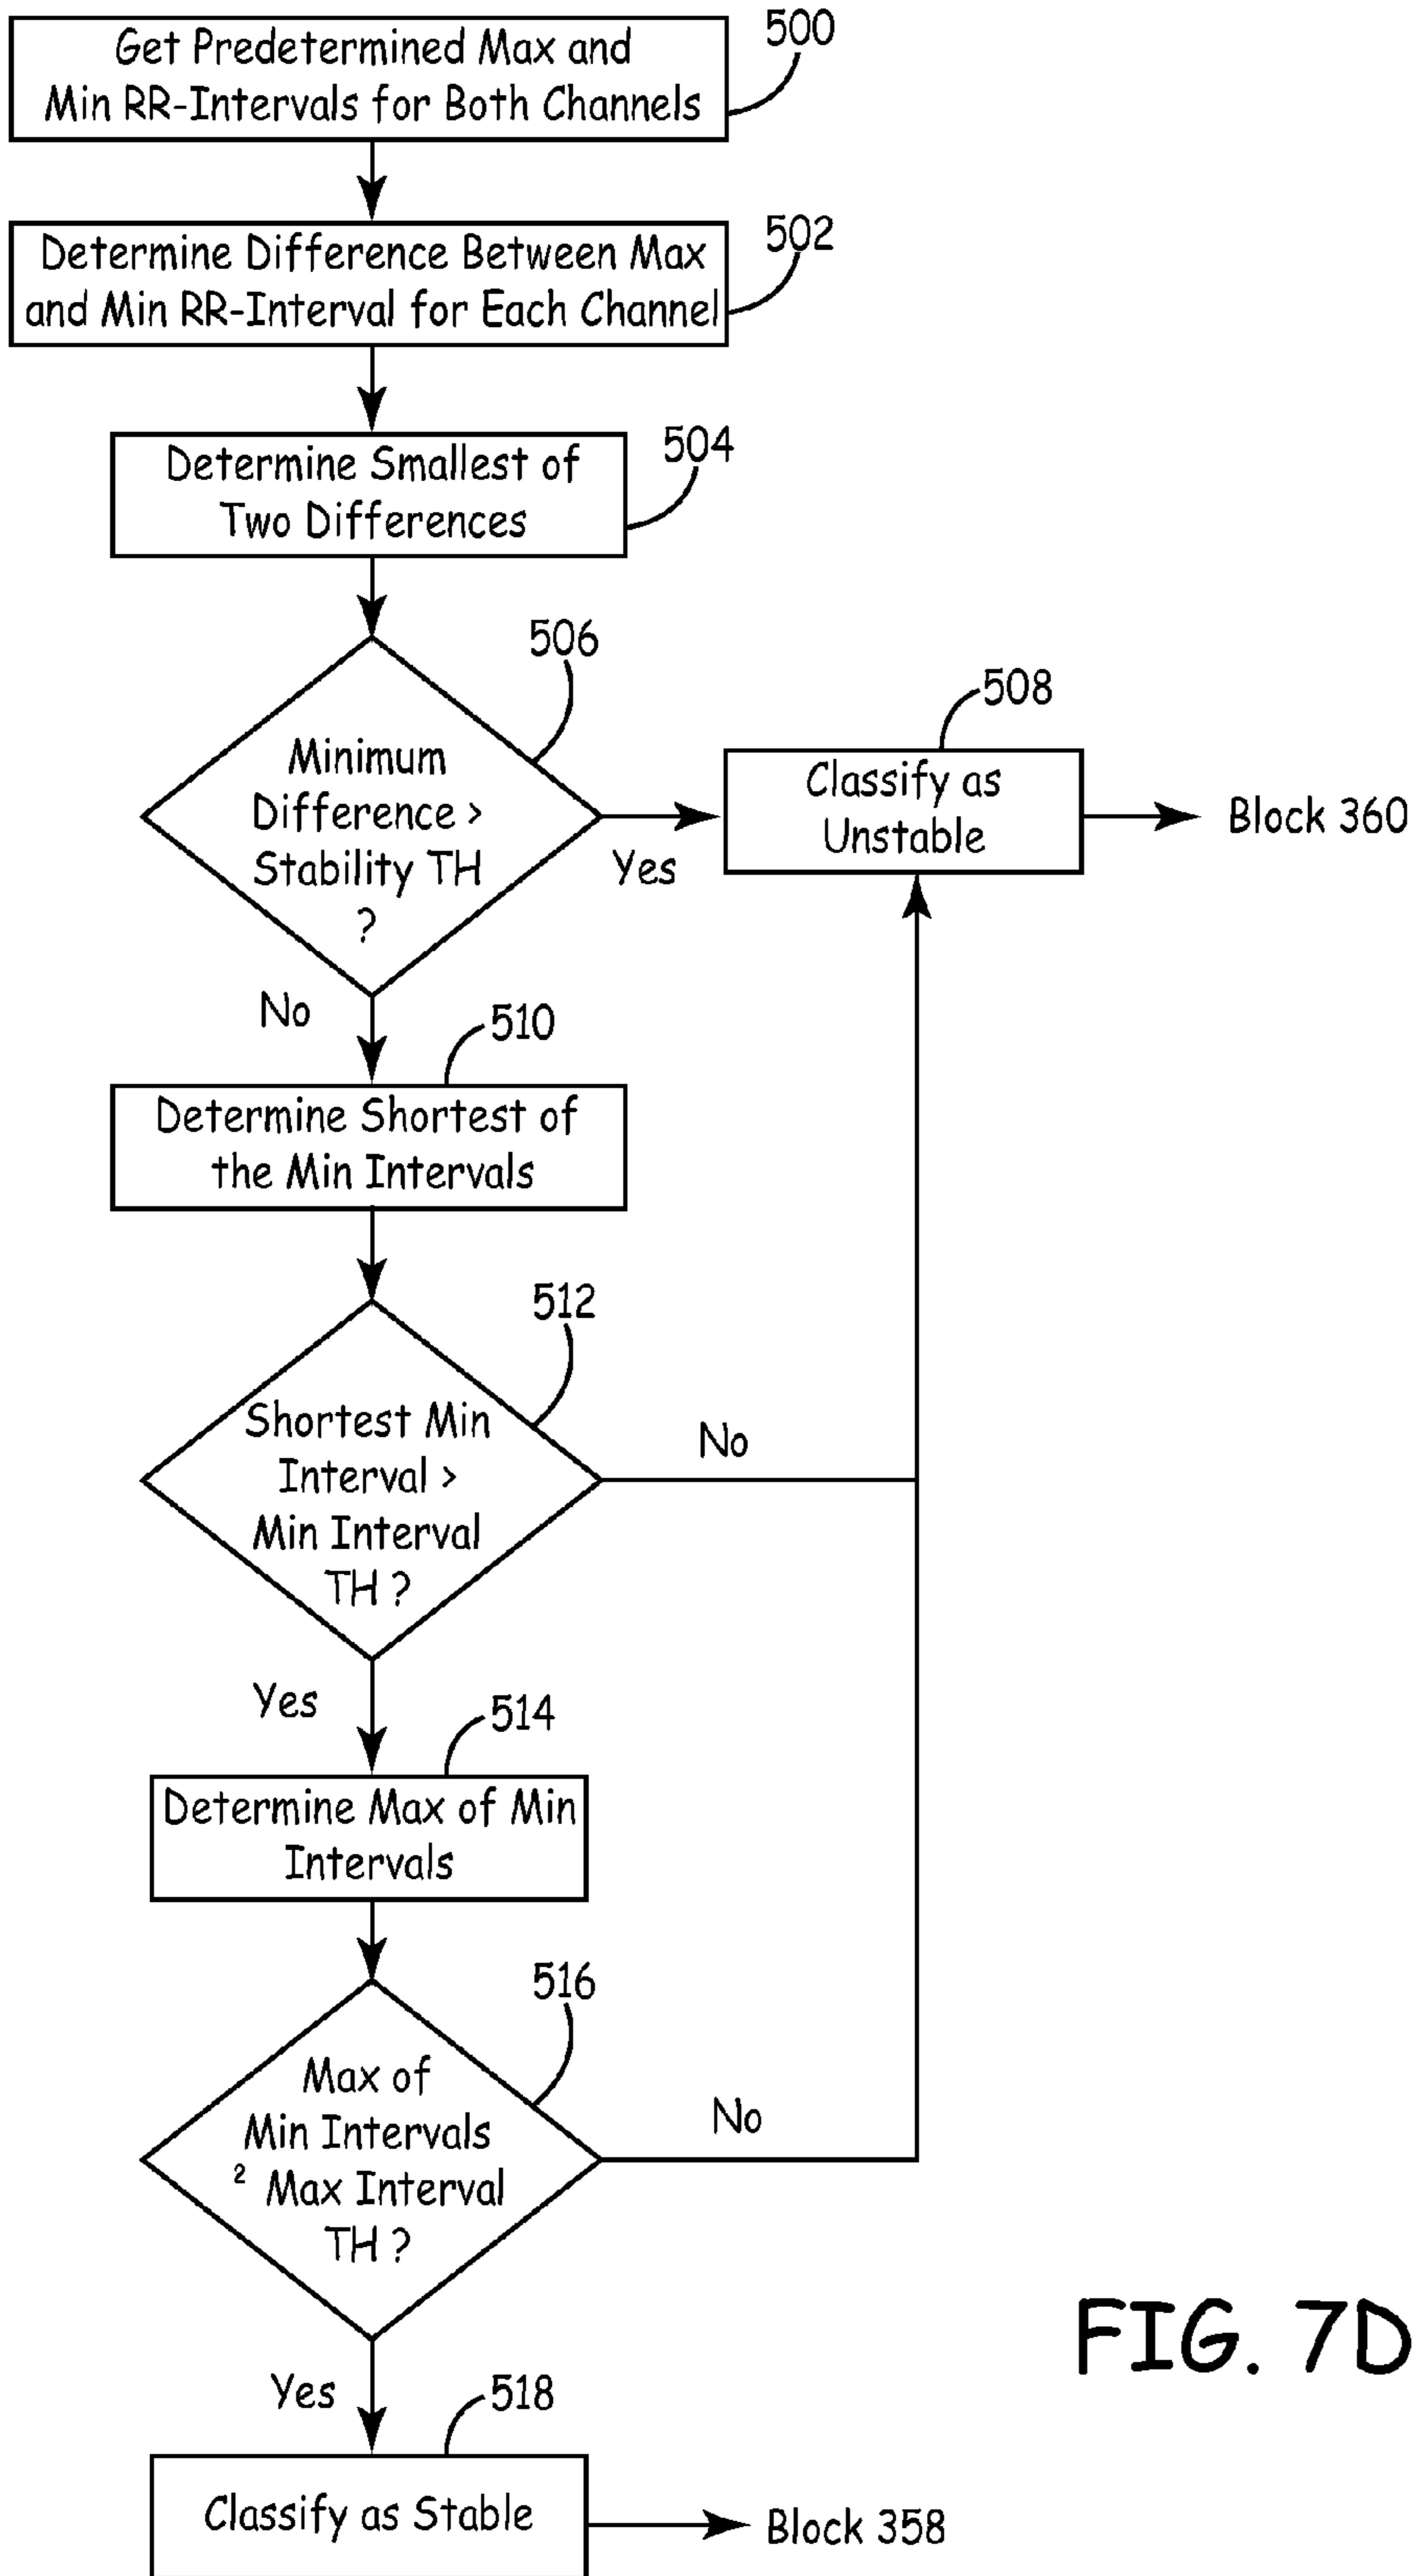 Get Predetermined Max and
Min RR-Intervals for Both Channels
500
Determine Difference Between Max
and Min RR-Interval for Each Channel
502
Determine Smallest of
Two Differences
504
Minimum
Difference >
Stability TH
?
506
Yes
Classify as
Unstable
508
Block 360
No
Determine Shortest of
the Min Intervals
510
Shortest Min
Interval >
Min Interval
TH ?
512
No
Yes
Determine Max of Min
Intervals
514
Max of
Min Intervals
² Max Interval
TH ?
516
No
Yes
Classify as Stable
518
Block 358
FIG. 7D